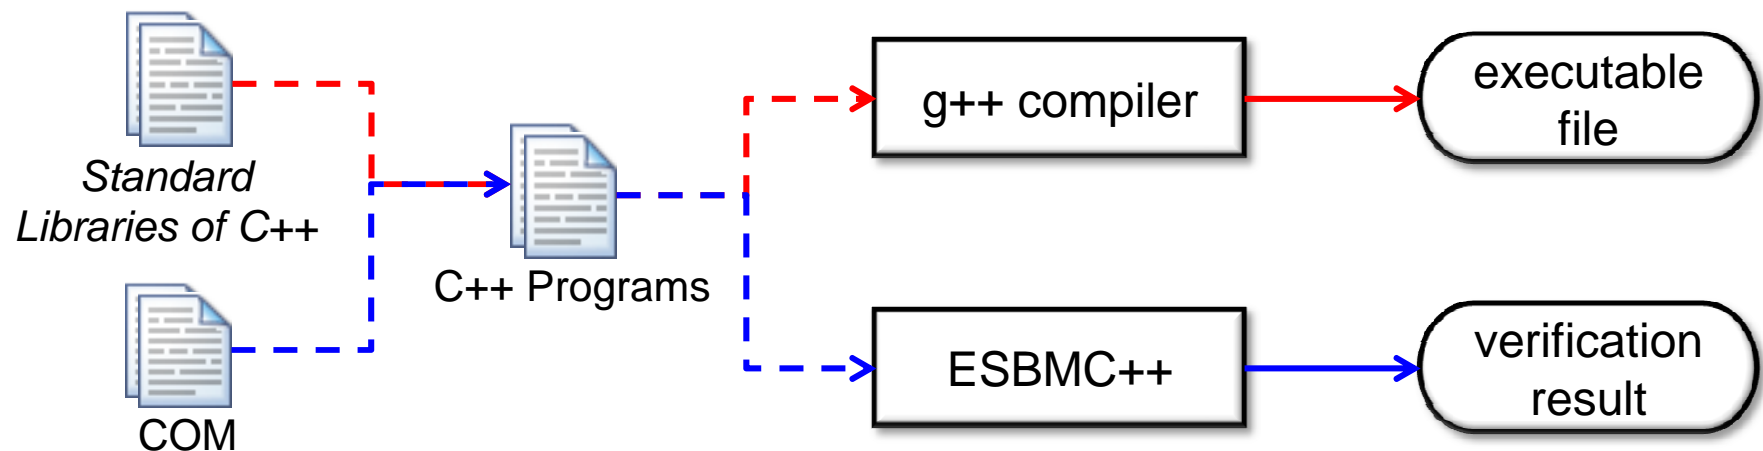 Standard
Libraries of C++
COM
C++ Programs
g++ compiler
executable
file
ESBMC++
verification
result